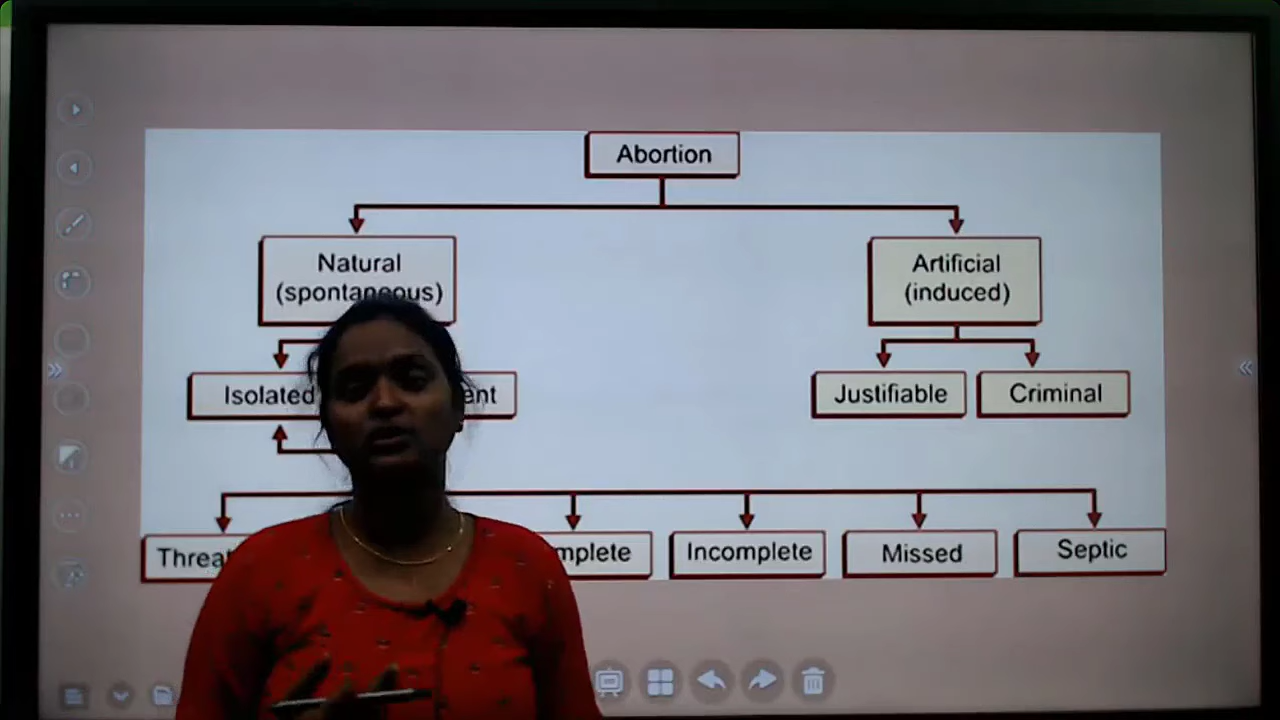 Abortion
Natural
(spontaneous)
Artificial
(induced)
Isolated
Justifiable
Criminal
Incomplete
Missed
Septic